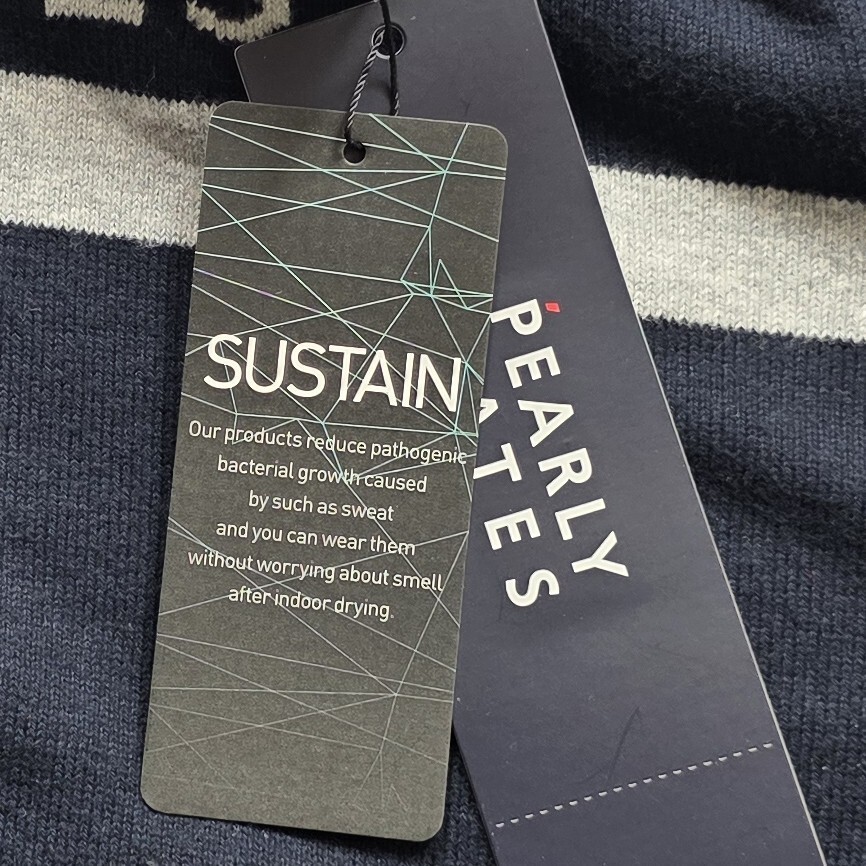 SUSTAIN
Our products reduce pathogenic
bacterial growth caused
by such as sweat
and you can wear them
without worrying about smell
after indoor drying.
PEARLY
ATES
ES